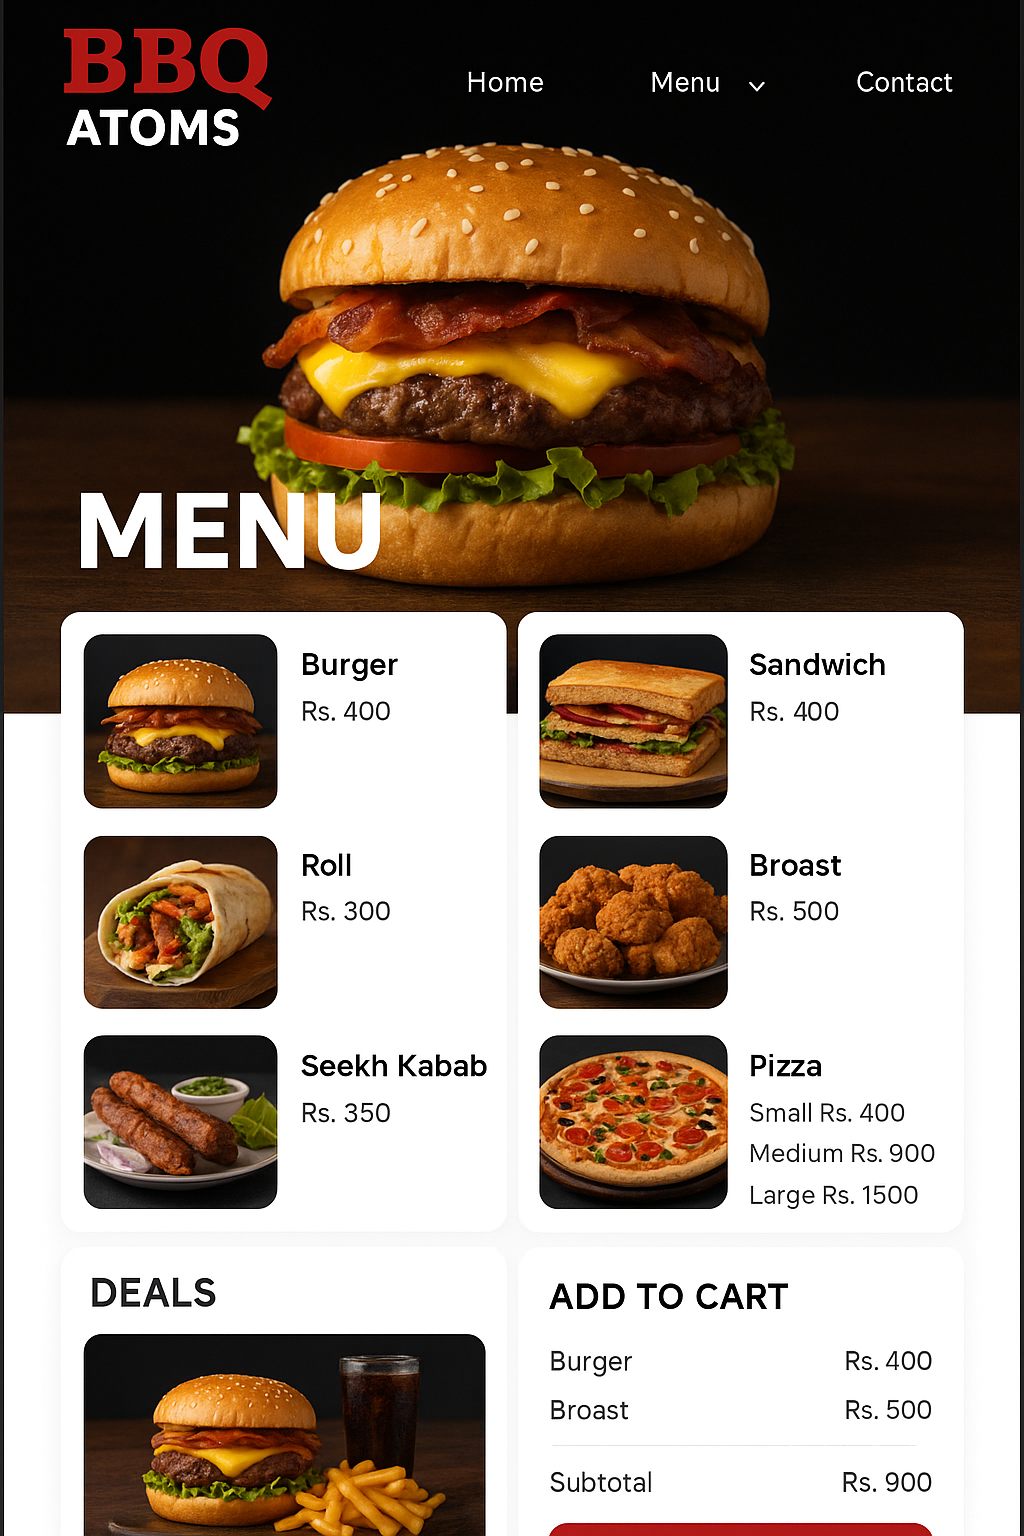 BBQ
ATOMS
Home
Menu
Contact
MENU
Burger
Rs. 400
Sandwich
Rs. 400
Roll
Rs. 300
Broast
Rs. 500
Seekh Kabab
Rs. 350
Pizza
Small Rs. 400
Medium Rs. 900
Large Rs. 1500
DEALS
ADD TO CART
Burger Rs. 400
Broast Rs. 500
Subtotal Rs. 900